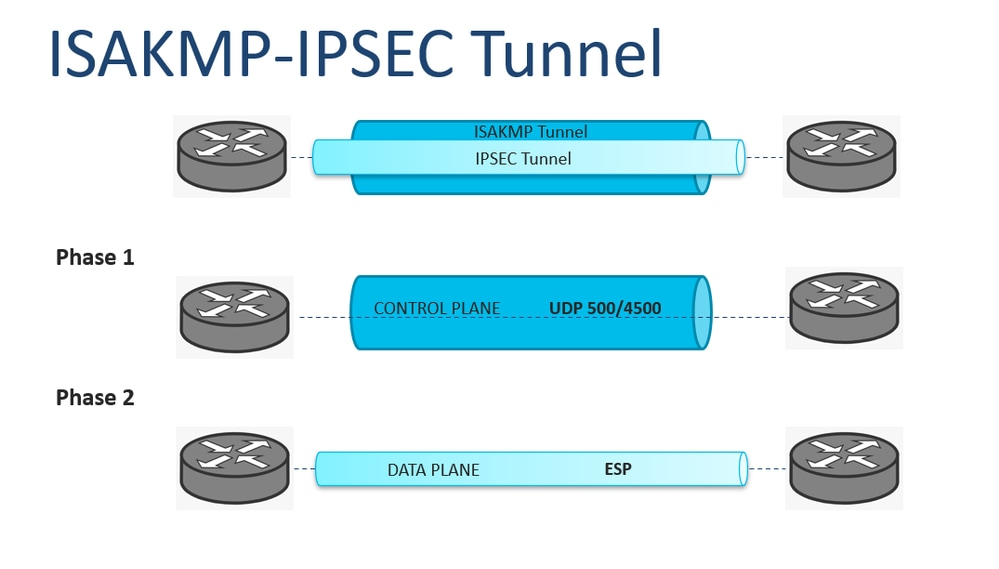 ISAKMP-IPSEC Tunnel
ISAKMP Tunnel
IPSEC Tunnel
Phase 1
CONTROL PLANE UDP 500/4500
Phase 2
DATA PLANE ESP